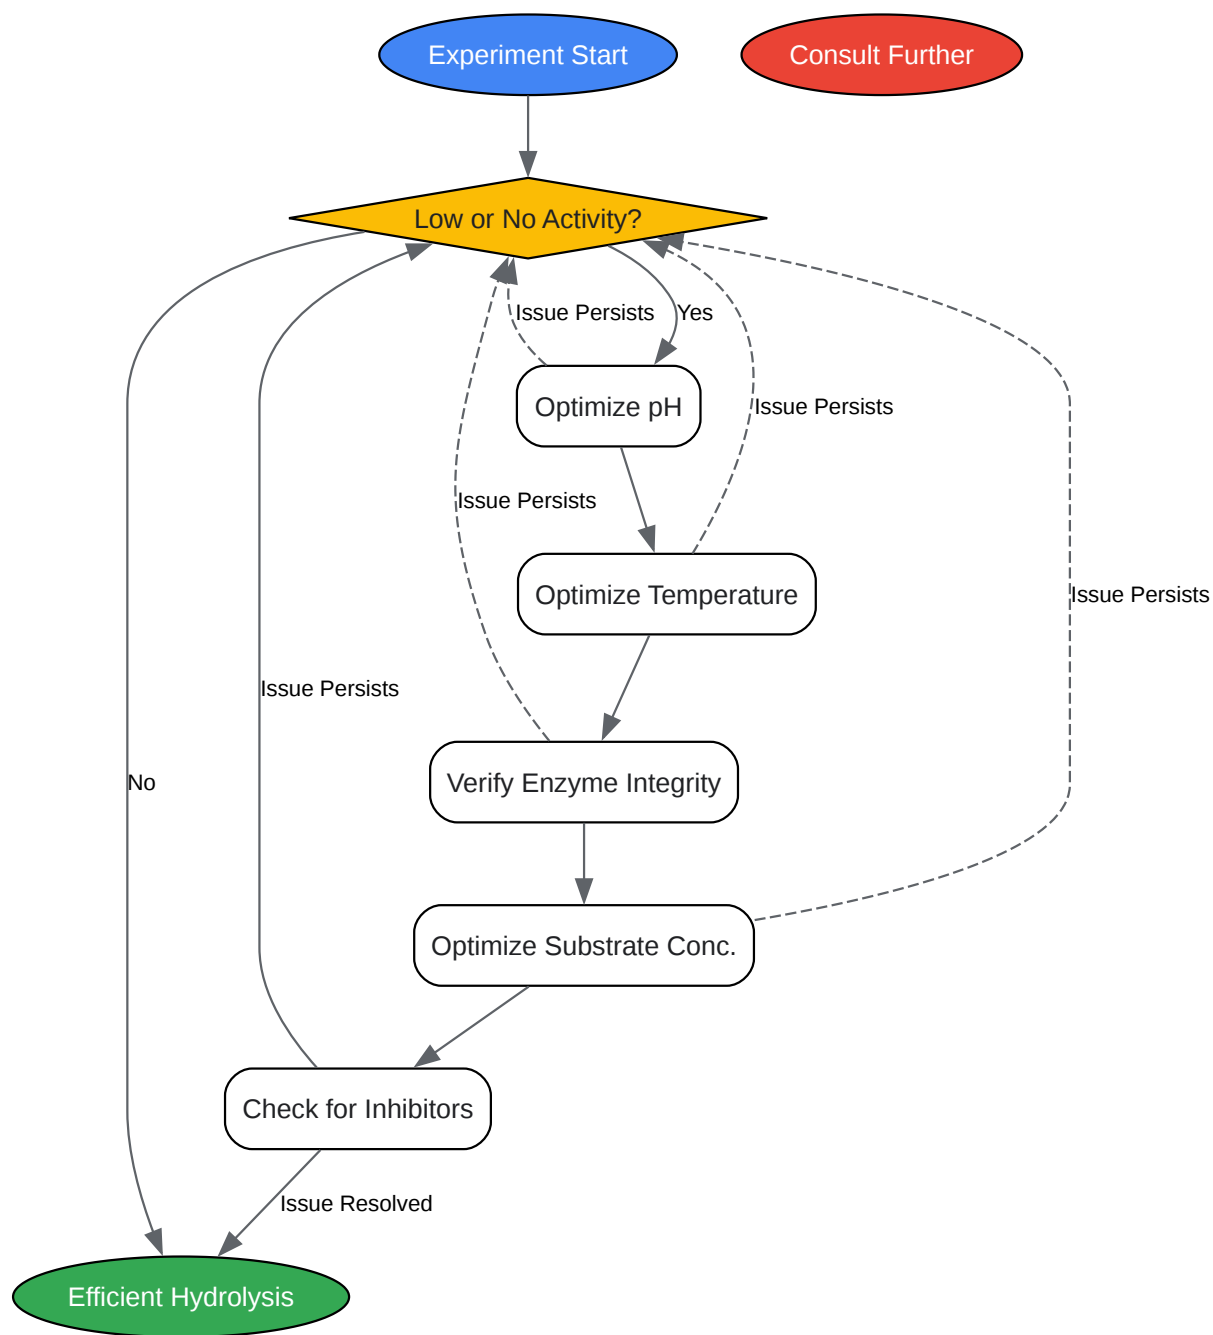 Experiment Start
Consult Further
Low or No Activity?
Issue Persists
Yes
Optimize pH
Issue Persists
Issue Persists
Optimize Temperature
Issue Persists
Issue Persists
Verify Enzyme Integrity
No
Optimize Substrate Conc.
Check for Inhibitors
Issue Resolved
Efficient Hydrolysis